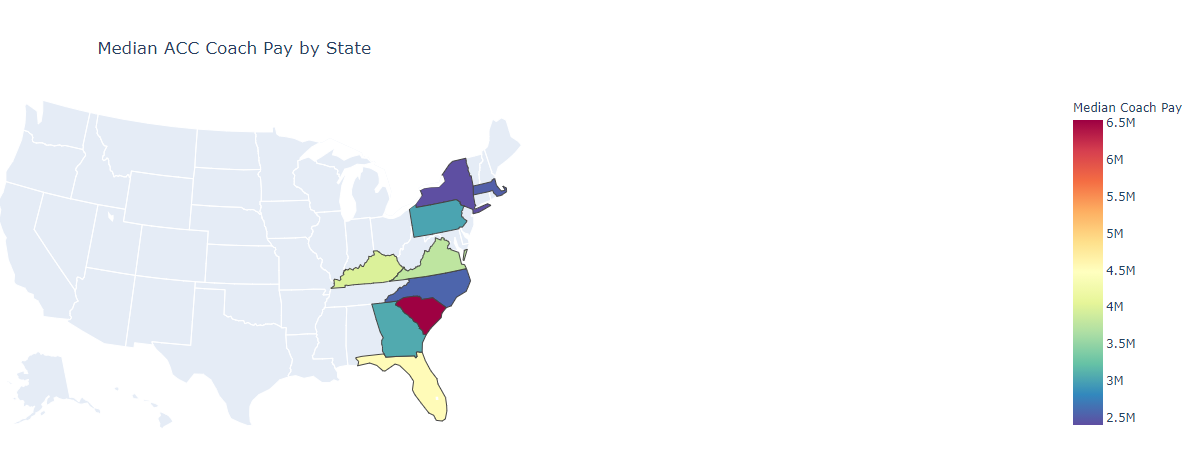 Median ACC Coach Pay by State
Median Coach Pay
6.5M
6M
5.5M
5M
4.5M
4M
3.5M
3M
2.5M